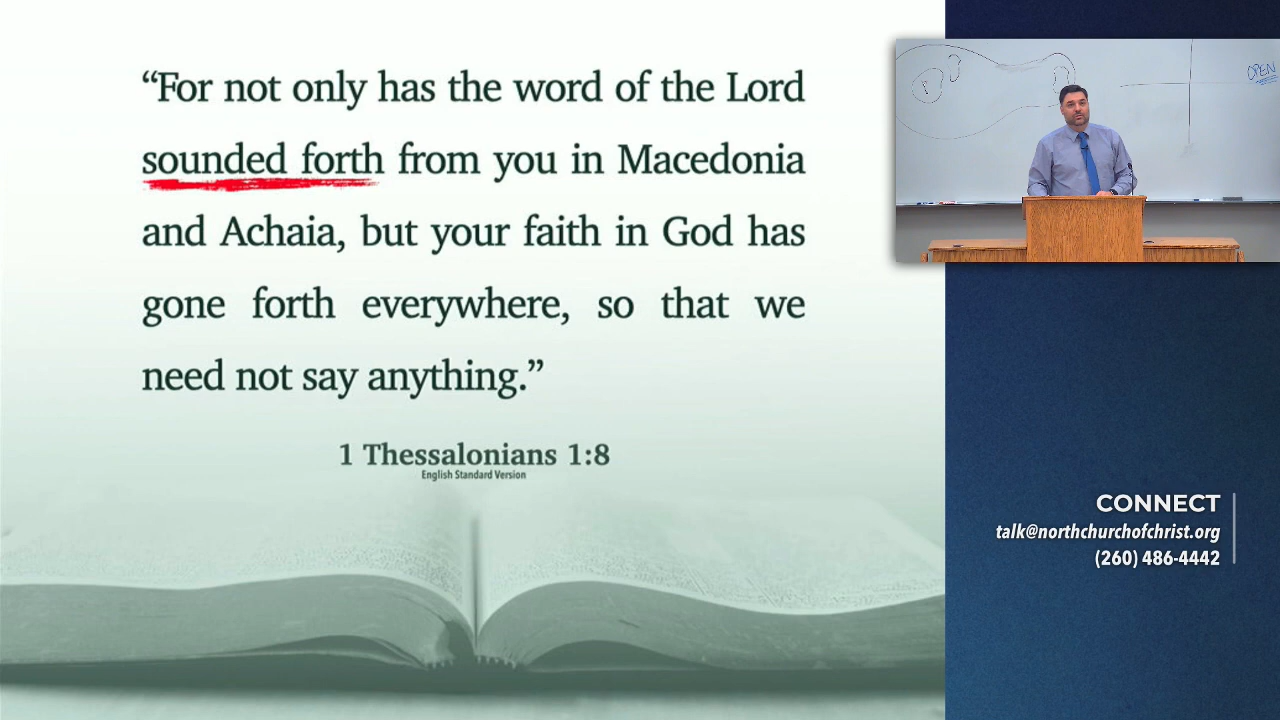 “For not only has the word of the Lord
sounded forth from you in Macedonia
and Achaia, but your faith in God has
gone forth everywhere, so that we
need not say anything.”
1 Thessalonians 1:8
English Standard Version
OPEN
CONNECT
talk@northchurchofchrist.org
(260) 486-4442